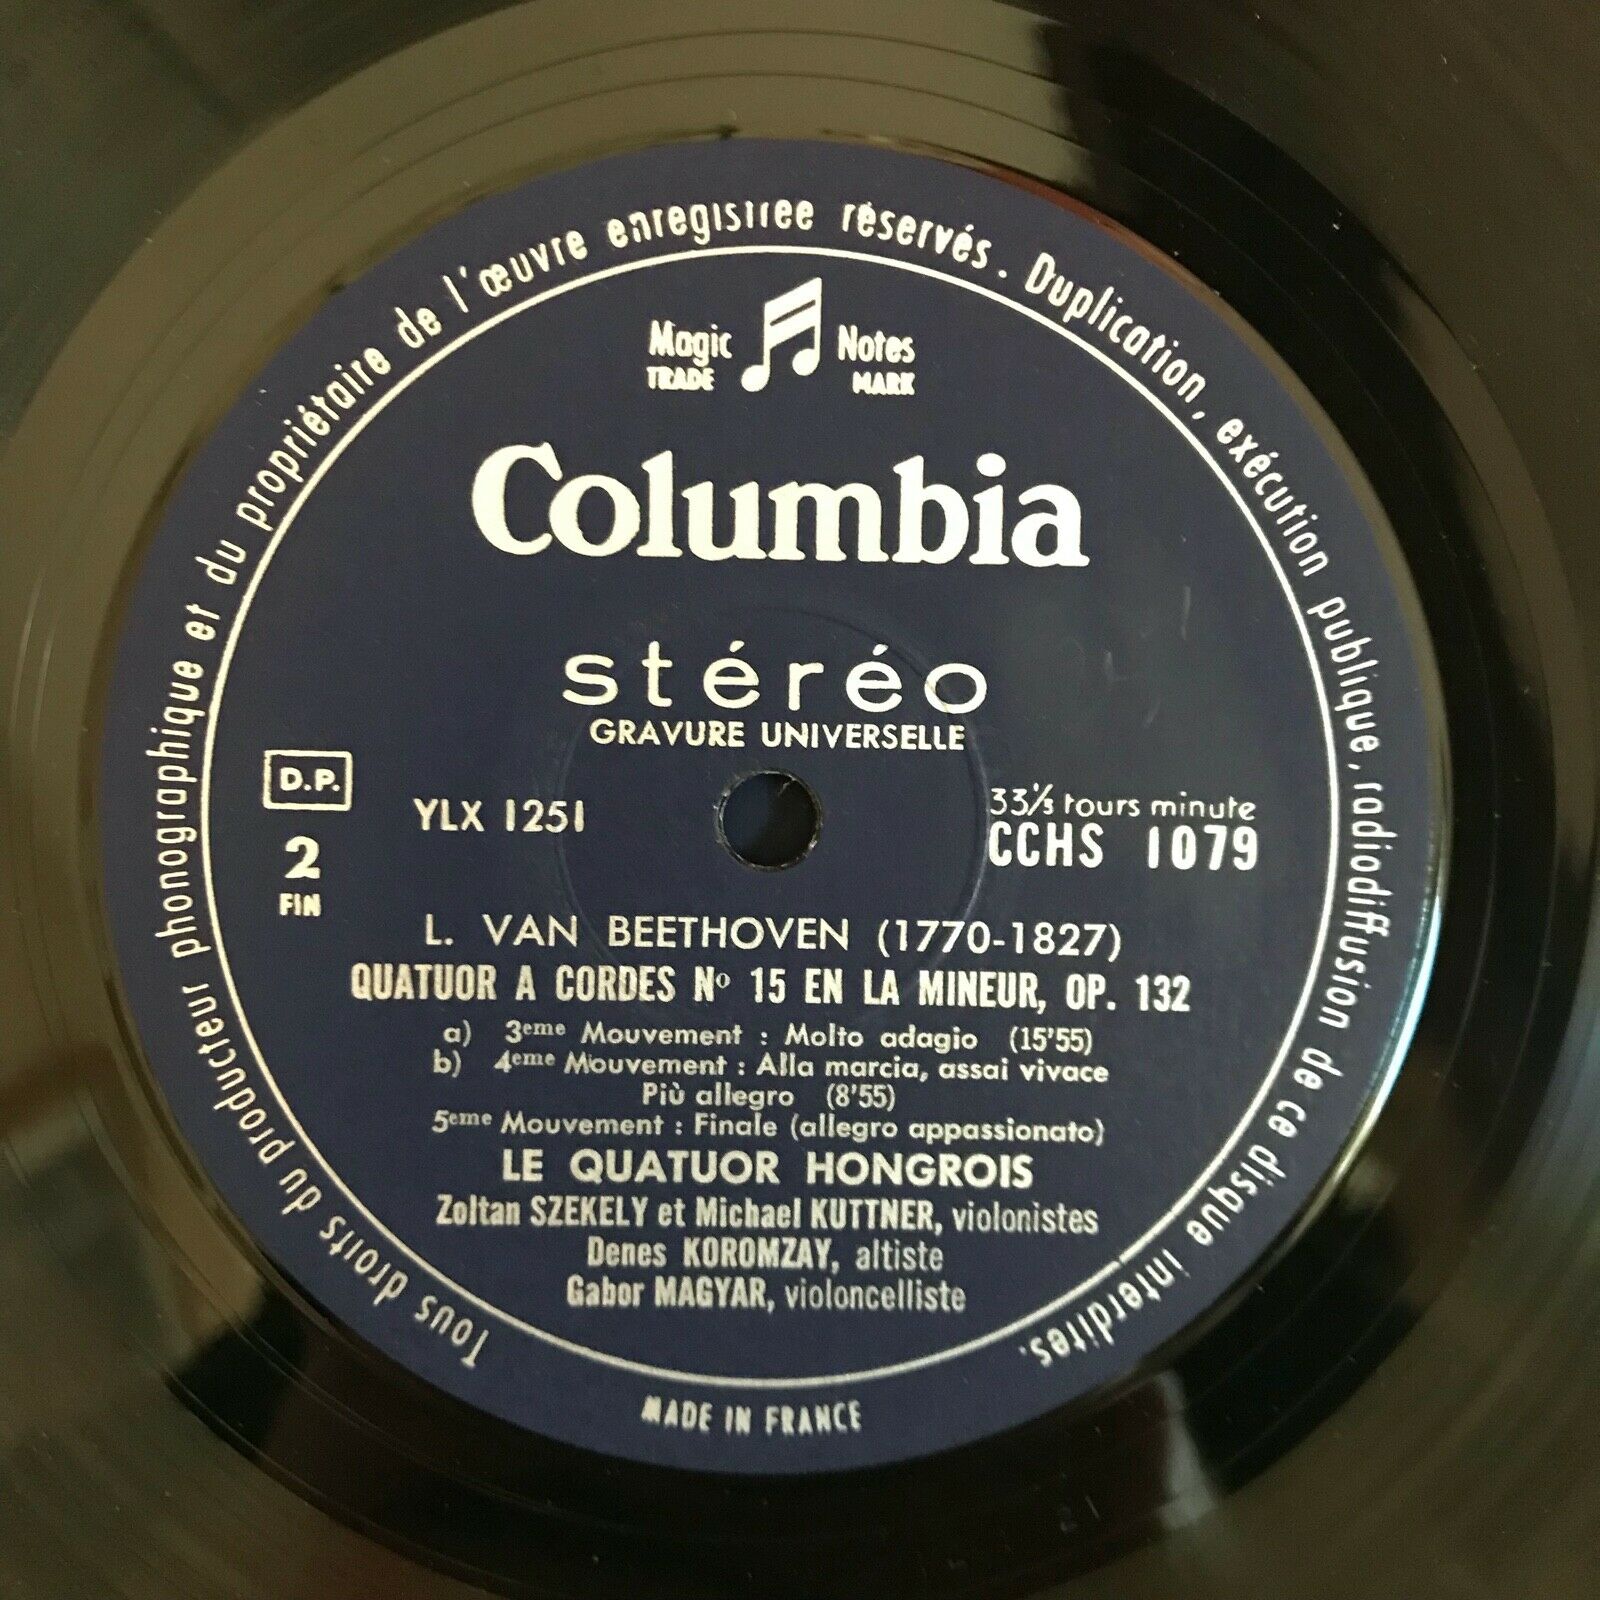 Tous droits du producteur phonographique et du propriétaire de l'œuvre enregistrée réservés. Duplication, exécution publique, radiodiffusion de ce disque interdites.
Magic Notes
TRADE MARK
Columbia
stéréo
GRAVURE UNIVERSELLE
D.P.
2
FIN
YLX 1251
33⅓ tours minute
CCHS 1079
L. VAN BEETHOVEN (1770-1827)
QUATUOR A CORDES Nº 15 EN LA MINEUR, OP. 132
a) 3eme Mouvement : Molto adagio (15'55)
b) 4eme Mouvement : Alla marcia, assai vivace
Più allegro (8'55)
5eme Mouvement : Finale (allegro appassionato)
LE QUATUOR HONGROIS
Zoltan SZEKELY et Michael KUTTNER, violonistes
Denes KOROMZAY, altiste
Gabor MAGYAR, violoncelliste
MADE IN FRANCE
21